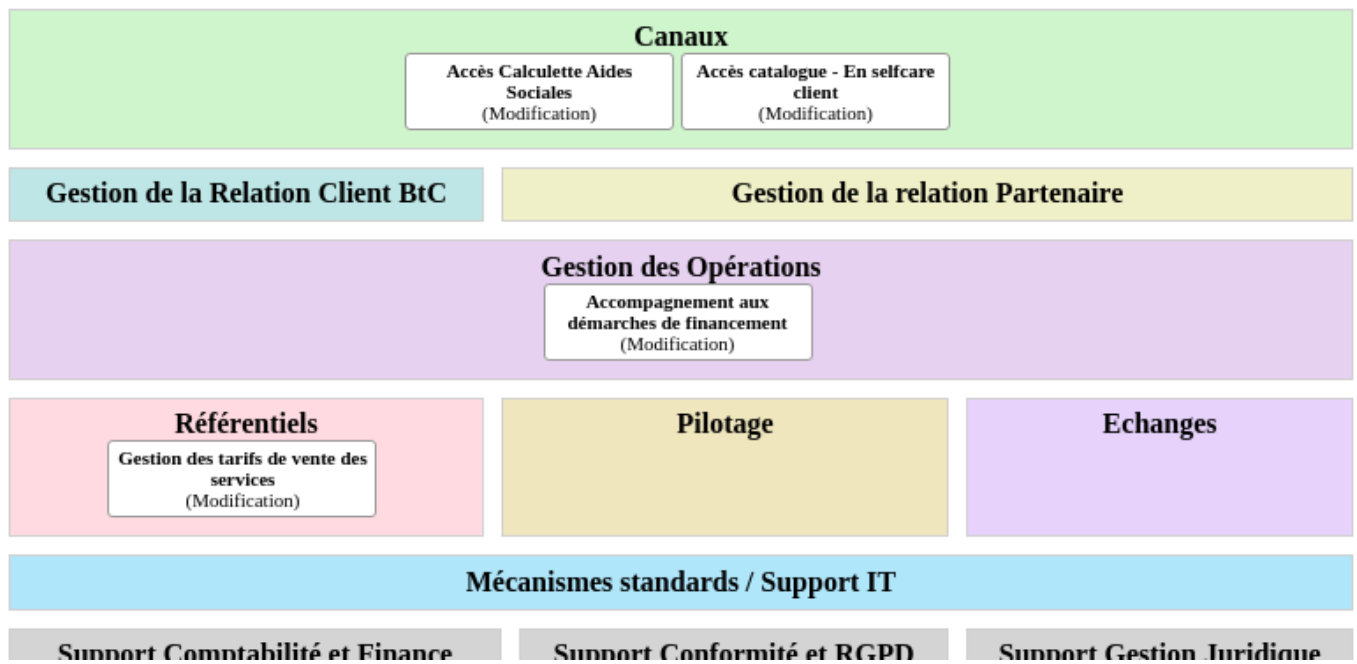 Canaux
Accès Calculette Aides
Sociales
(Modification)
Accès catalogue - En selfcare
client
(Modification)
Gestion de la Relation Client BtC
Gestion de la relation Partenaire
Gestion des Opérations
Accompagnement aux
démarches de financement
(Modification)
Référentiels
Gestion des tarifs de vente des
services
(Modification)
Pilotage
Echanges
Mécanismes standards / Support IT
Support Comptabilité et Finance
Support Conformité et RGPD
Support Gestion Juridique